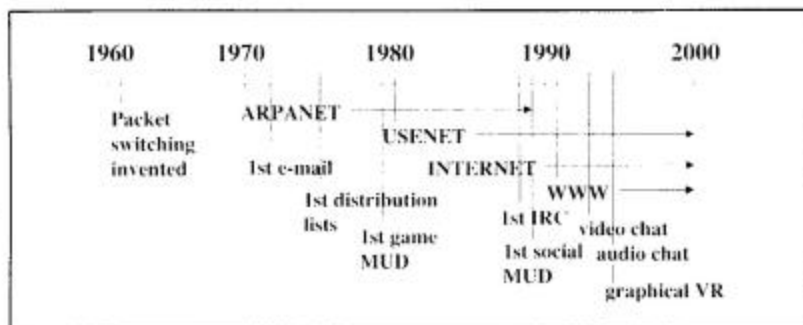 1960 1970 1980 1990 2000
Packet
switching
invented
ARPANET
USENET
1st e-mail
INTERNET
1st distribution
lists
WWW
1st IRC
1st game
MUD
1st social
MUD
video chat
audio chat
graphical VR